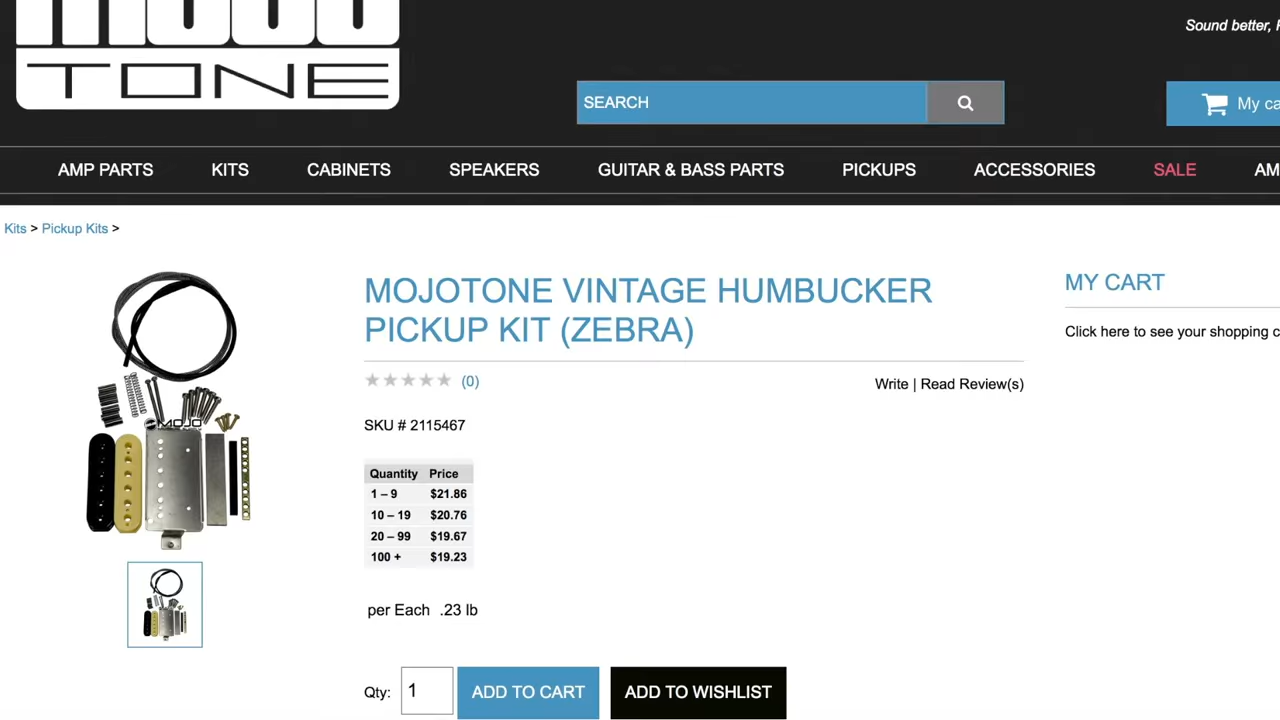 MOJO
TONE
Sound better,
SEARCH
My ca
AMP PARTS KITS CABINETS SPEAKERS GUITAR & BASS PARTS PICKUPS ACCESSORIES SALE AM
Kits > Pickup Kits >
MOJOTONE VINTAGE HUMBUCKER
PICKUP KIT (ZEBRA)
MY CART
Click here to see your shopping c
(0)
Write | Read Review(s)
SKU # 2115467
MOJO
Quantity Price
1 – 9 $21.86
10 – 19 $20.76
20 – 99 $19.67
100 + $19.23
per Each .23 lb
Qty: 1 ADD TO CART ADD TO WISHLIST